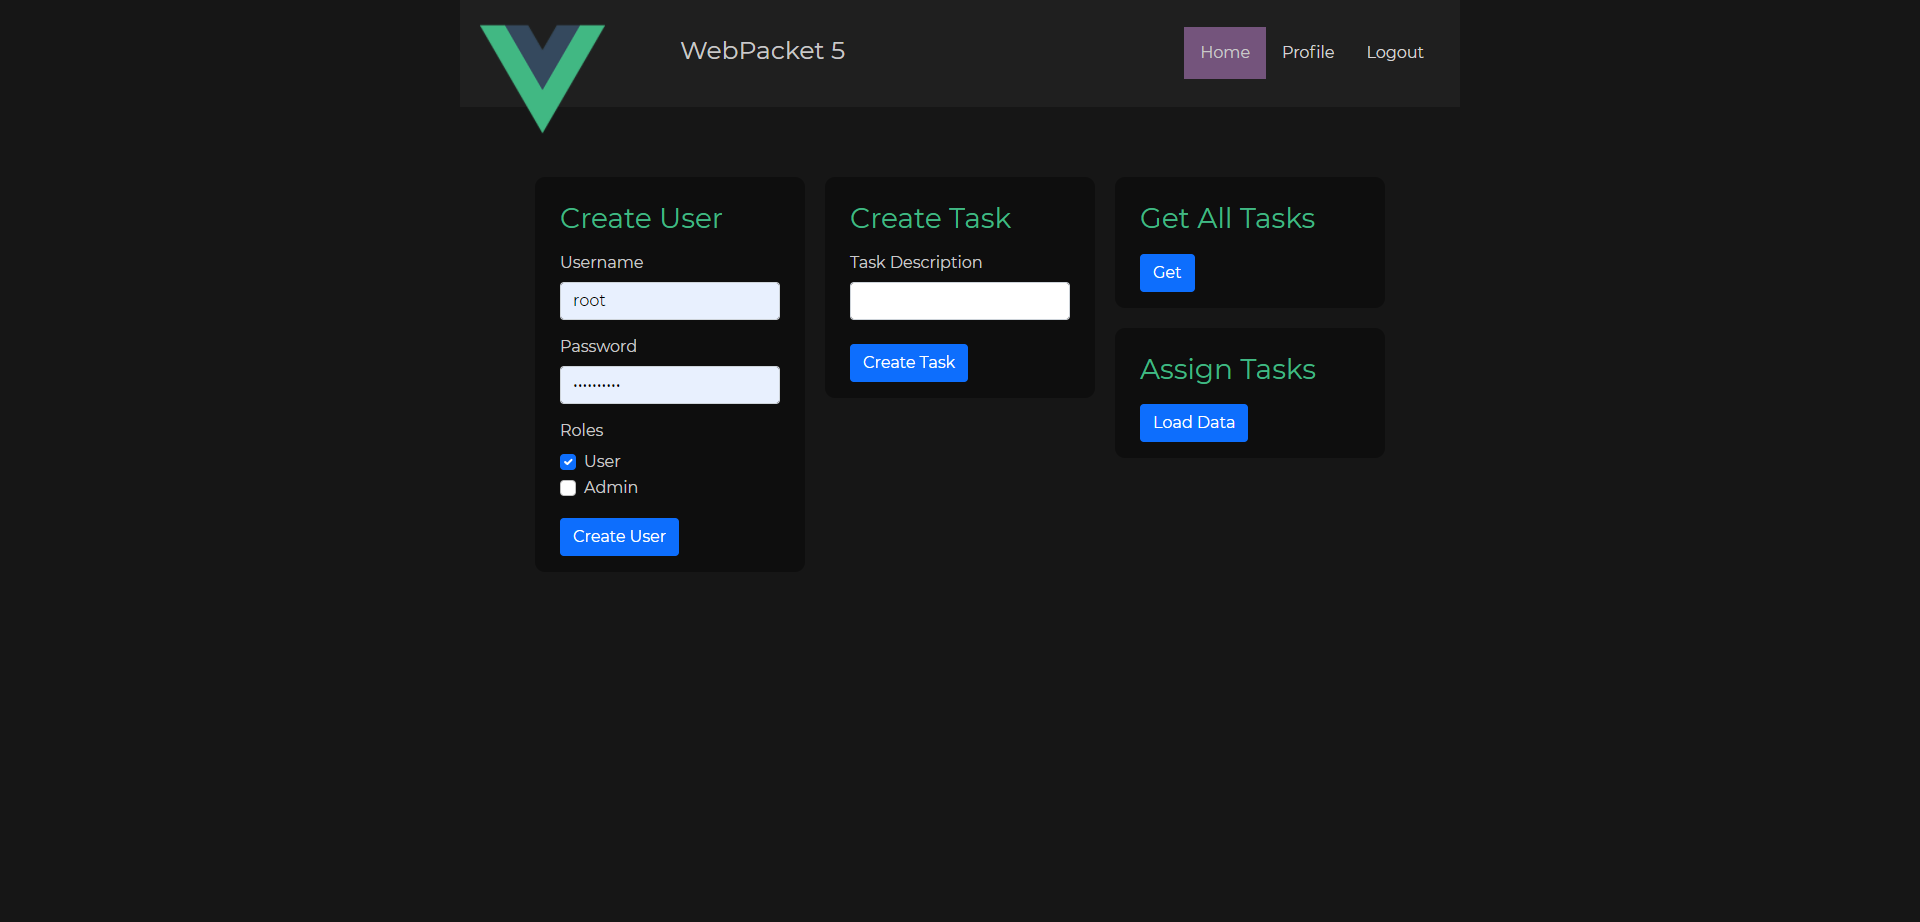 WebPacket 5
Home
Profile
Logout
Create User
Username
root
Password
••••••••••
Roles
User
Admin
Create User
Create Task
Task Description
Create Task
Get All Tasks
Get
Assign Tasks
Load Data